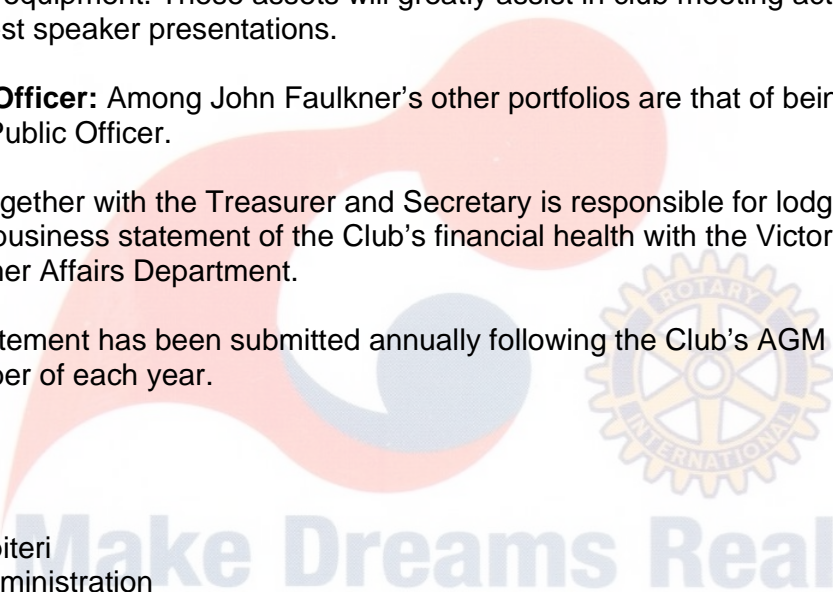 equipment. These assets will greatly assist in club meeting act
st speaker presentations.
Officer: Among John Faulkner's other portfolios are that of bein
Public Officer.
gether with the Treasurer and Secretary is responsible for lodg
business statement of the Club's financial health with the Victor
er Affairs Department.
tement has been submitted annually following the Club's AGM
ber of each year.
ROTARY
INTERNATIONAL
Make Dreams Real
iteri
ministration